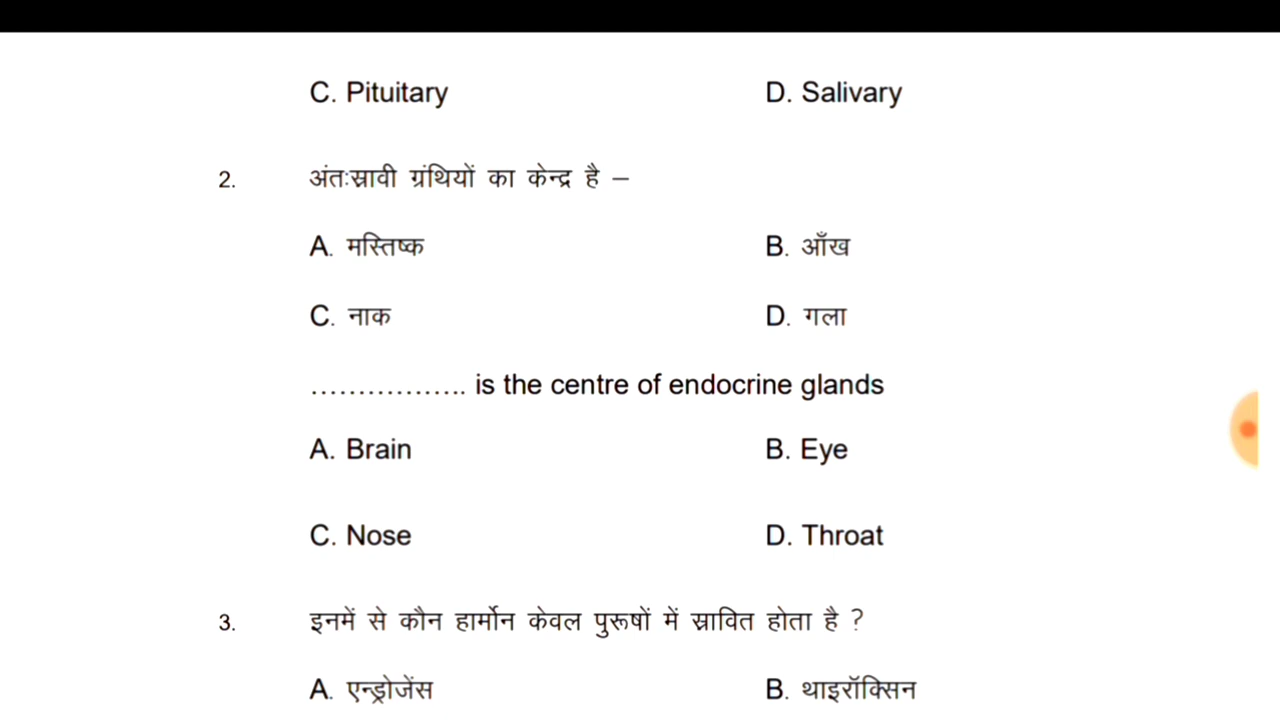 C. Pituitary D. Salivary
2. अंतःस्रावी ग्रंथियों का केन्द्र है –
A. मस्तिष्क B. आँख
C. नाक D. गला
................. is the centre of endocrine glands
A. Brain B. Eye
C. Nose D. Throat
3. इनमें से कौन हार्मोन केवल पुरूषों में स्रावित होता है ?
A. एन्ड्रोजेंस B. थाइरॉक्सिन